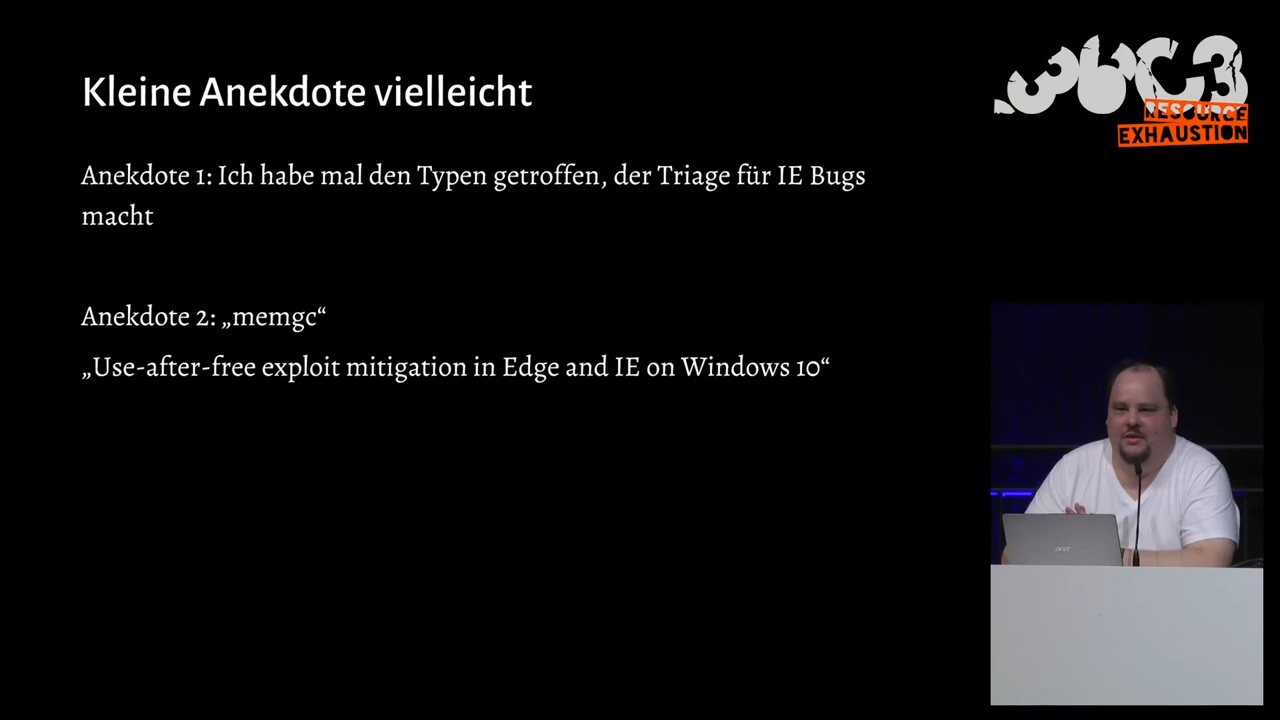 Kleine Anekdote vielleicht
36C3
RESOURCE
EXHAUSTION
Anekdote 1: Ich habe mal den Typen getroffen, der Triage für IE Bugs
macht
Anekdote 2: „memgc“
„Use-after-free exploit mitigation in Edge and IE on Windows 10“
acer